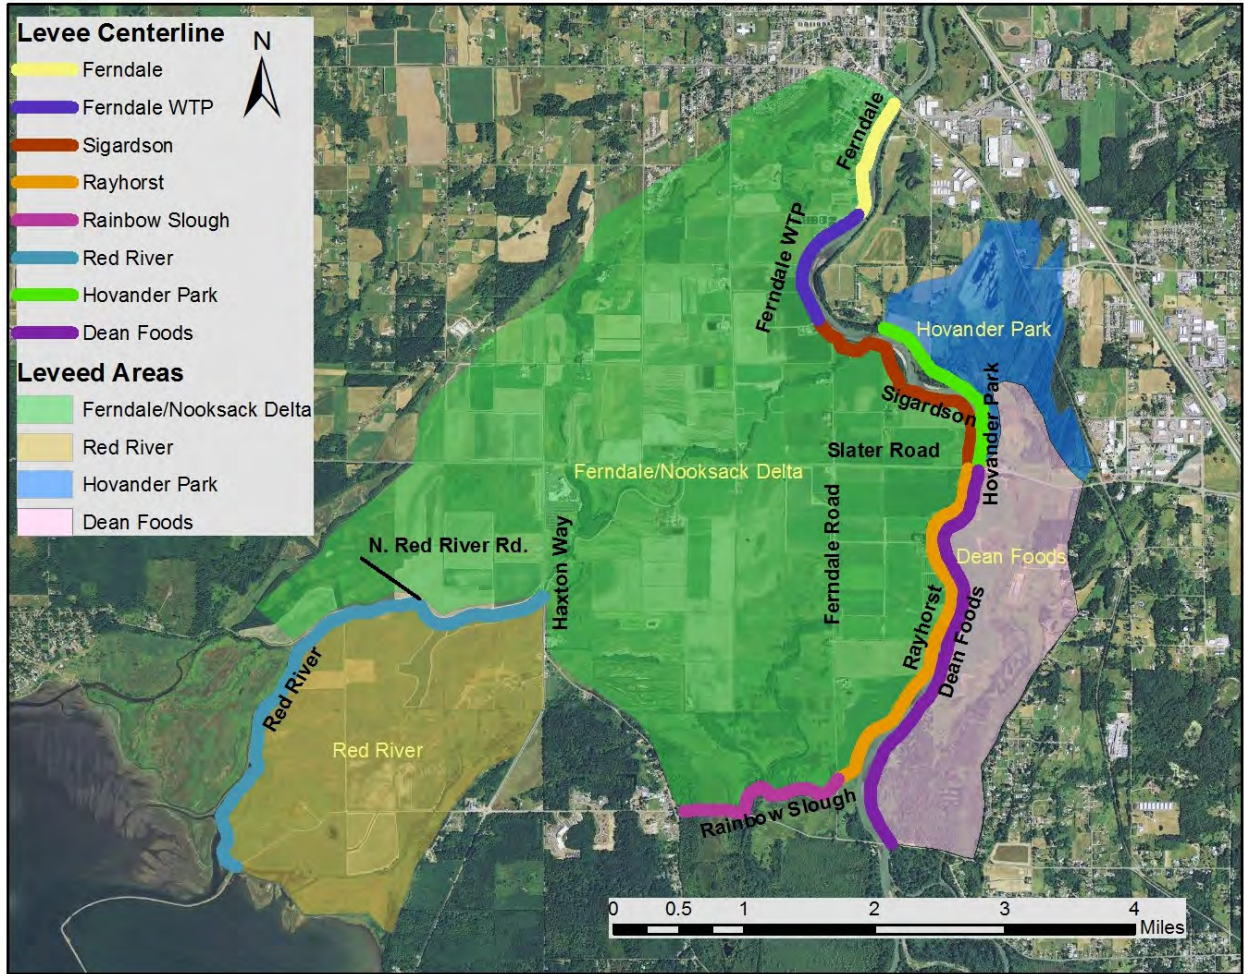 Levee Centerline
Ferndale
Ferndale WTP
Sigardson
Rayhorst
Rainbow Slough
Red River
Hovander Park
Dean Foods
Leveed Areas
Ferndale/Nooksack Delta
Red River
Hovander Park
Dean Foods
N
Ferndale
Ferndale WTP
Hovander Park
Sigardson
Hovander Park
Slater Road
Ferndale/Nooksack Delta
Ferndale Road
Dean Foods
N. Red River Rd.
Haxton Way
Rayhorst
Dean Foods
Red River
Red River
Rainbow Slough
0 0.5 1 2 3 4
Miles